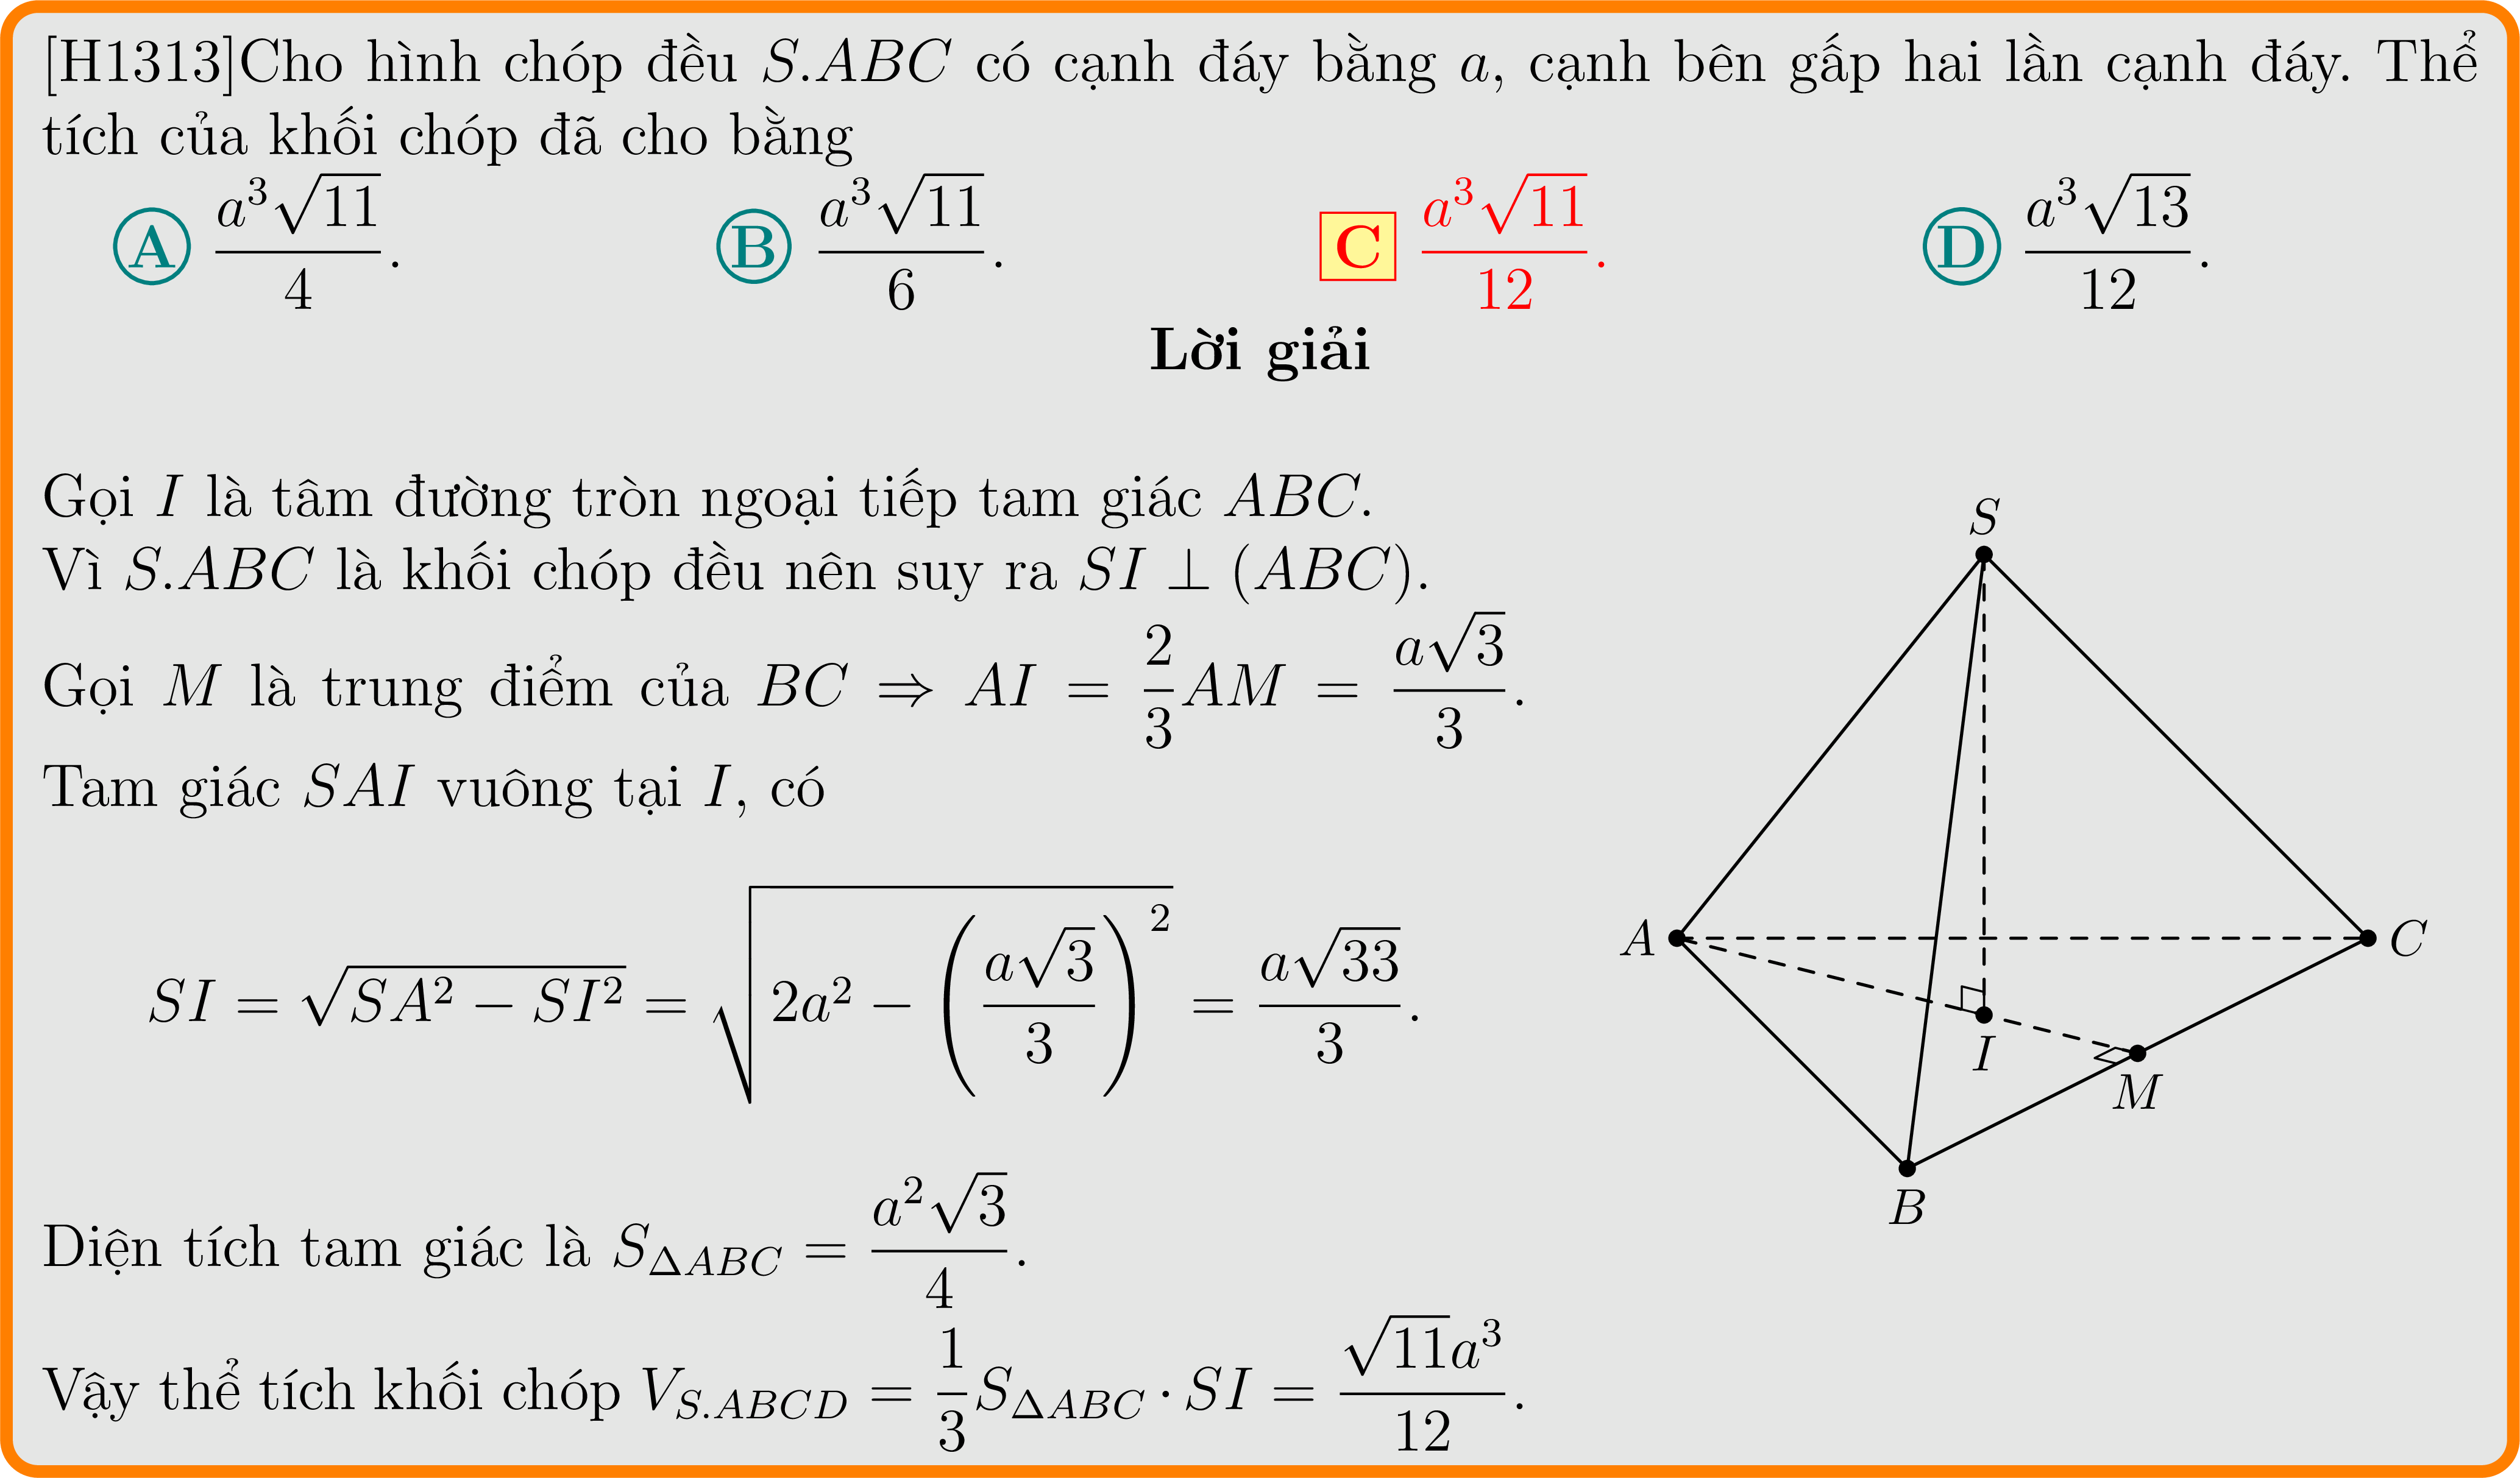 [H1313]Cho hình chóp đều S.ABC có cạnh đáy bằng a, cạnh bên gấp hai lần cạnh đáy. Thể
tích của khối chóp đã cho bằng
A $\frac{a^3\sqrt{11}}{4}$. B $\frac{a^3\sqrt{11}}{6}$. C $\frac{a^3\sqrt{11}}{12}$. D $\frac{a^3\sqrt{13}}{12}$.
Lời giải
Gọi I là tâm đường tròn ngoại tiếp tam giác ABC.
Vì S.ABC là khối chóp đều nên suy ra SI ⊥ (ABC).
Gọi M là trung điểm của BC ⇒ $AI = \frac{2}{3}AM = \frac{a\sqrt{3}}{3}$.
Tam giác SAI vuông tại I, có
$SI = \sqrt{SA^2 - SI^2} = \sqrt{2a^2 - \left(\frac{a\sqrt{3}}{3}\right)^2} = \frac{a\sqrt{33}}{3}$.
Diện tích tam giác là $S_{\Delta ABC} = \frac{a^2\sqrt{3}}{4}$.
Vậy thể tích khối chóp $V_{S.ABCD} = \frac{1}{3}S_{\Delta ABC} \cdot SI = \frac{\sqrt{11}a^3}{12}$.
S
A
C
I
M
B